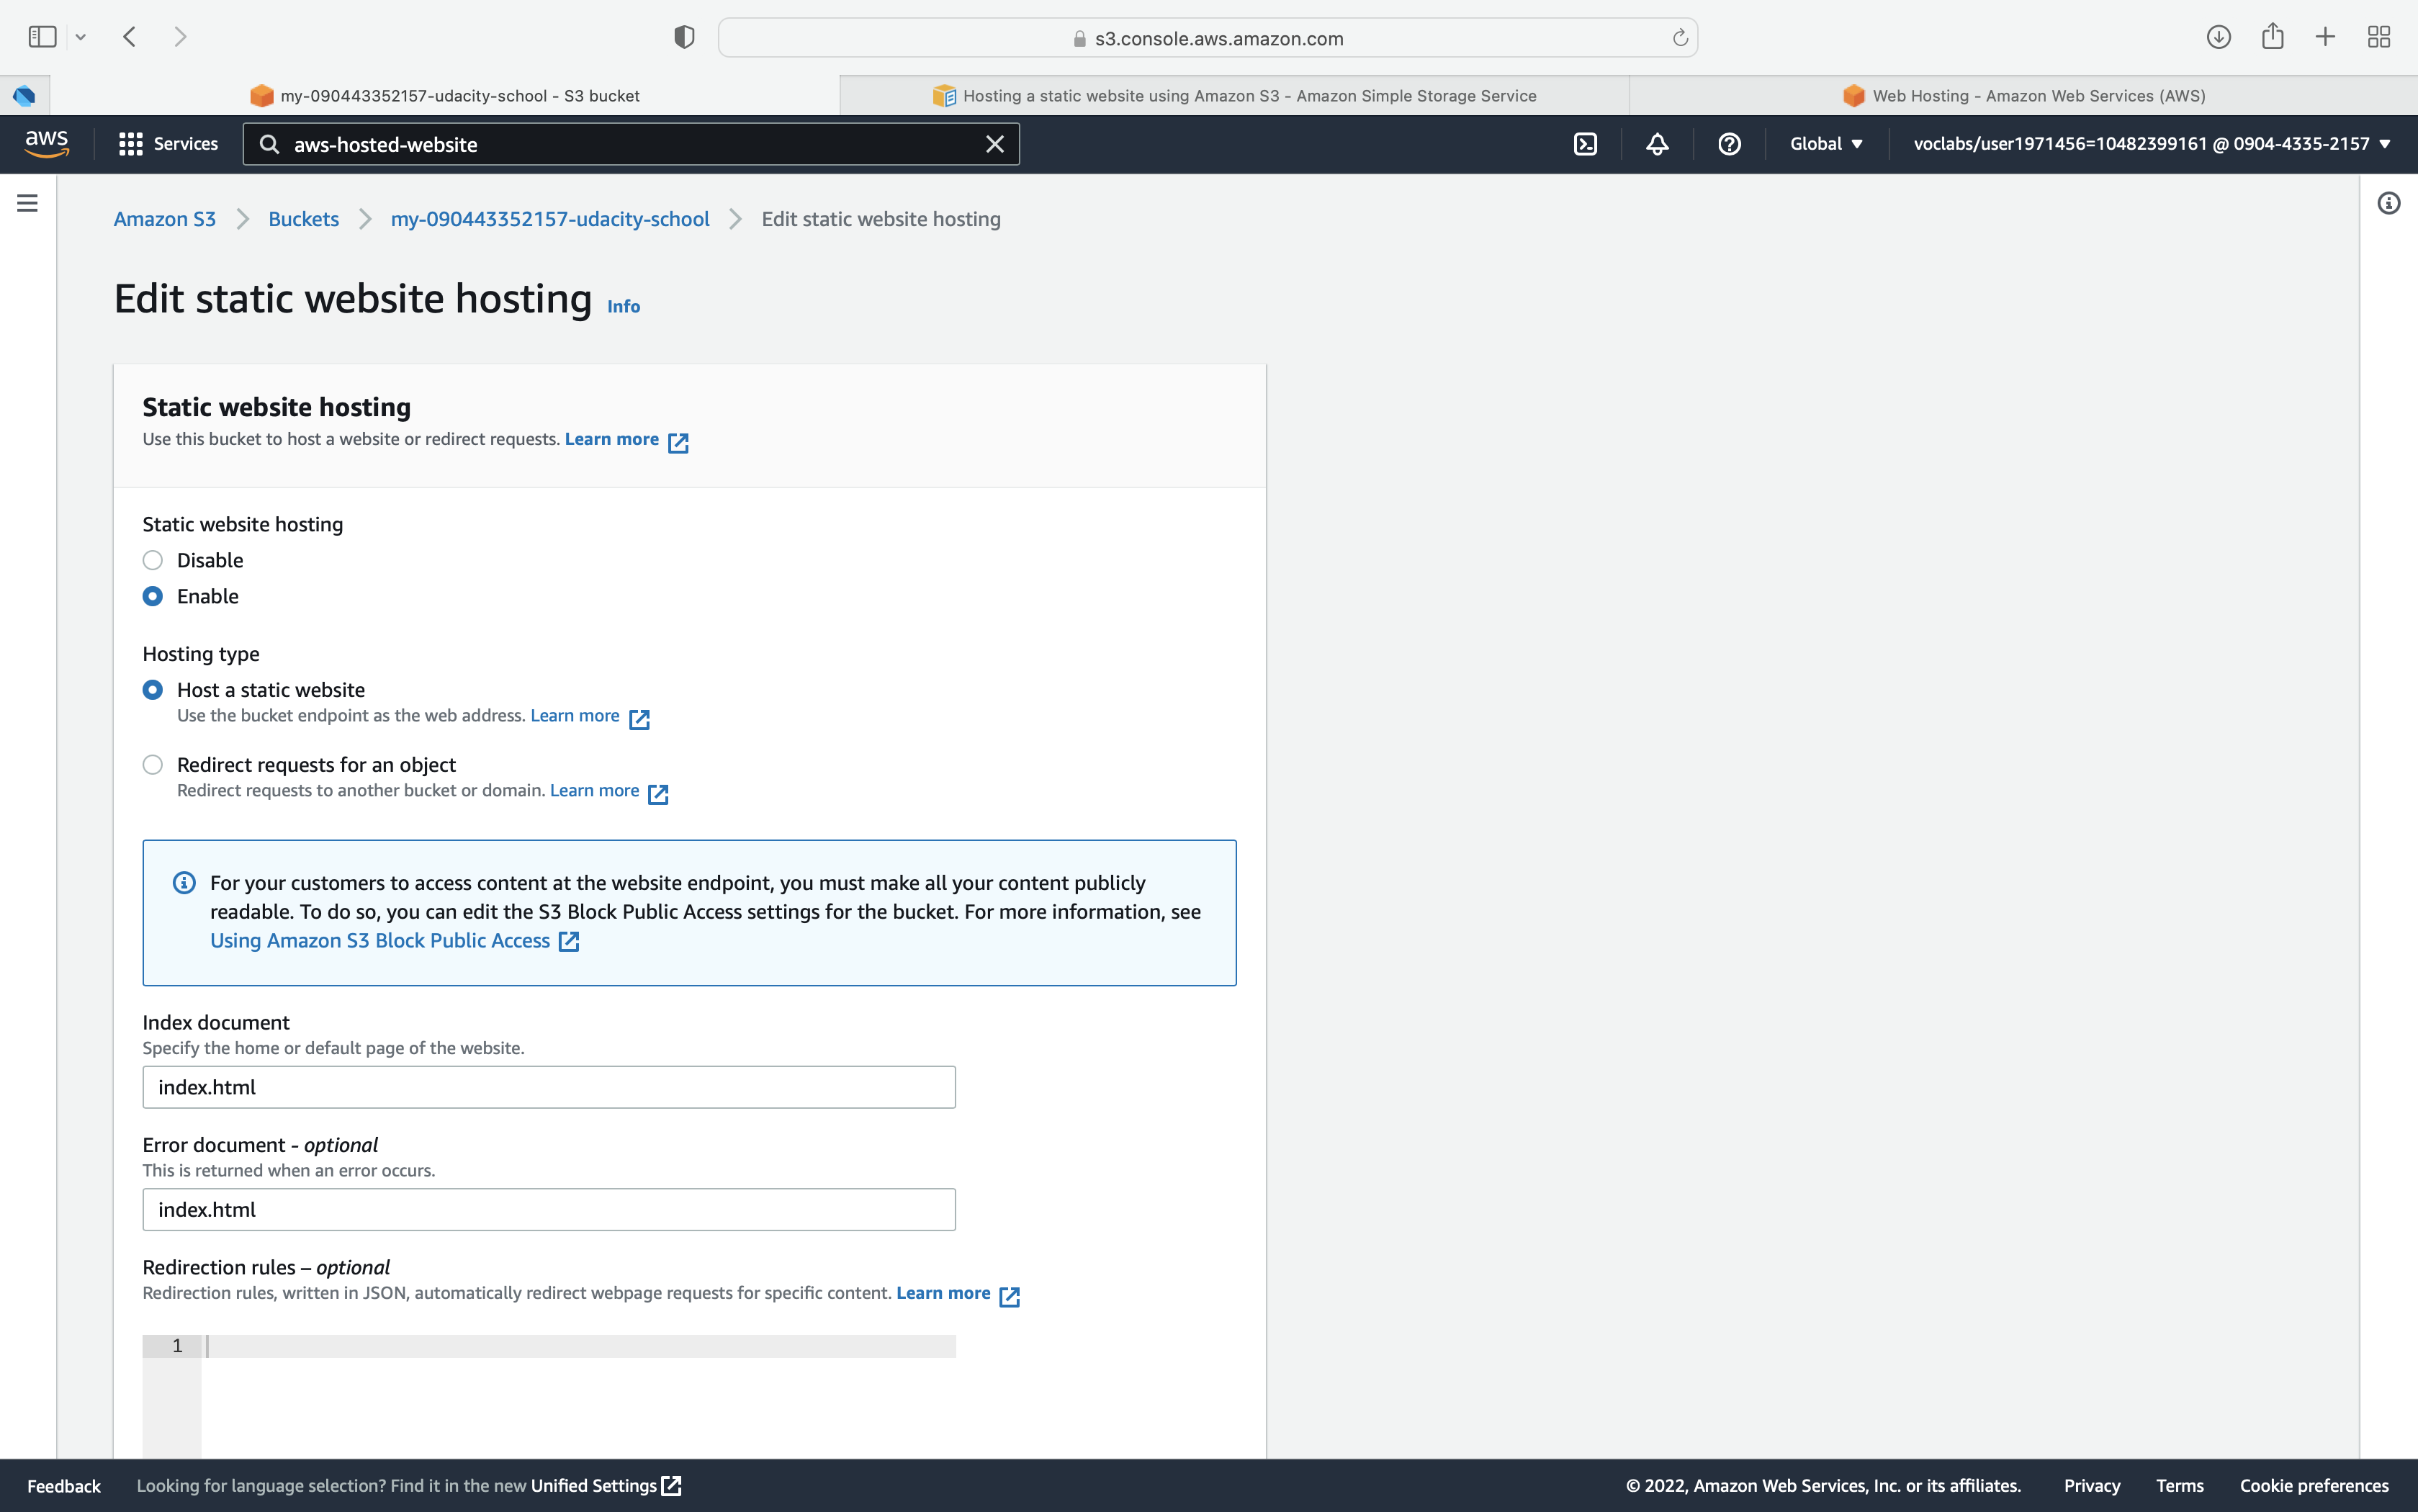 s3.console.aws.amazon.com
my-090443352157-udacity-school - S3 bucket
Hosting a static website using Amazon S3 - Amazon Simple Storage Service
Web Hosting - Amazon Web Services (AWS)
aws
Services
aws-hosted-website
Global
voclabs/user1971456=10482399161 @ 0904-4335-2157
Amazon S3
Buckets
my-090443352157-udacity-school
Edit static website hosting
Edit static website hosting Info
Static website hosting
Use this bucket to host a website or redirect requests. Learn more
Static website hosting
Disable
Enable
Hosting type
Host a static website
Use the bucket endpoint as the web address. Learn more
Redirect requests for an object
Redirect requests to another bucket or domain. Learn more
For your customers to access content at the website endpoint, you must make all your content publicly
readable. To do so, you can edit the S3 Block Public Access settings for the bucket. For more information, see
Using Amazon S3 Block Public Access
Index document
Specify the home or default page of the website.
index.html
Error document - optional
This is returned when an error occurs.
index.html
Redirection rules – optional
Redirection rules, written in JSON, automatically redirect webpage requests for specific content. Learn more
1
Feedback
Looking for language selection? Find it in the new Unified Settings
© 2022, Amazon Web Services, Inc. or its affiliates.
Privacy
Terms
Cookie preferences